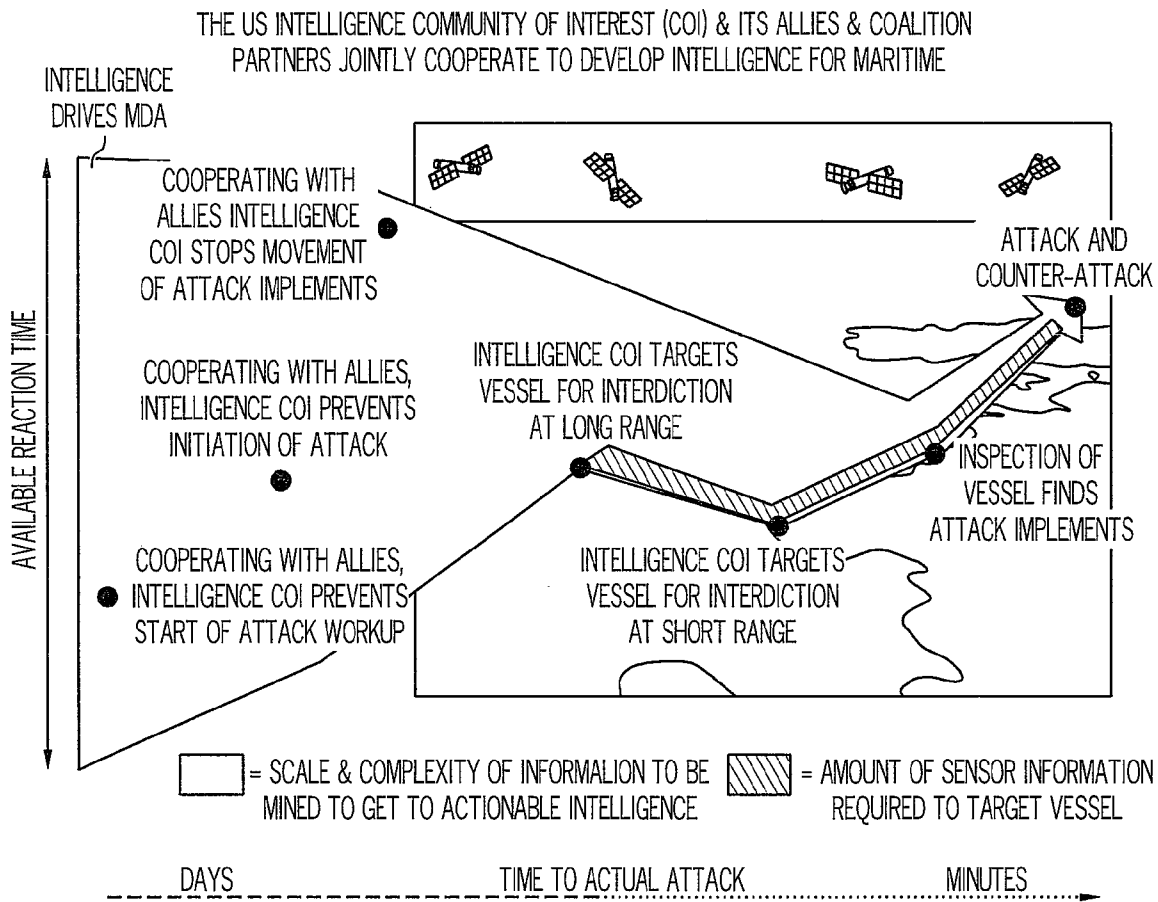 THE US INTELLIGENCE COMMUNITY OF INTEREST (COI) & ITS ALLIES & COALITION
PARTNERS JOINTLY COOPERATE TO DEVELOP INTELLIGENCE FOR MARITIME
INTELLIGENCE
DRIVES MDA
COOPERATING WITH
ALLIES INTELLIGENCE
COI STOPS MOVEMENT
OF ATTACK IMPLEMENTS
ATTACK AND
COUNTER-ATTACK
AVAILABLE REACTION TIME
INTELLIGENCE COI TARGETS
VESSEL FOR INTERDICTION
AT LONG RANGE
COOPERATING WITH ALLIES,
INTELLIGENCE COI PREVENTS
INITIATION OF ATTACK
INSPECTION OF
VESSEL FINDS
ATTACK IMPLEMENTS
COOPERATING WITH ALLIES,
INTELLIGENCE COI PREVENTS
START OF ATTACK WORKUP
INTELLIGENCE COI TARGETS
VESSEL FOR INTERDICTION
AT SHORT RANGE
= SCALE & COMPLEXITY OF INFORMALION TO BE
MINED TO GET TO ACTIONABLE INTELLIGENCE
= AMOUNT OF SENSOR INFORMATION
REQUIRED TO TARGET VESSEL
DAYS
TIME TO ACTUAL ATTACK
MINUTES